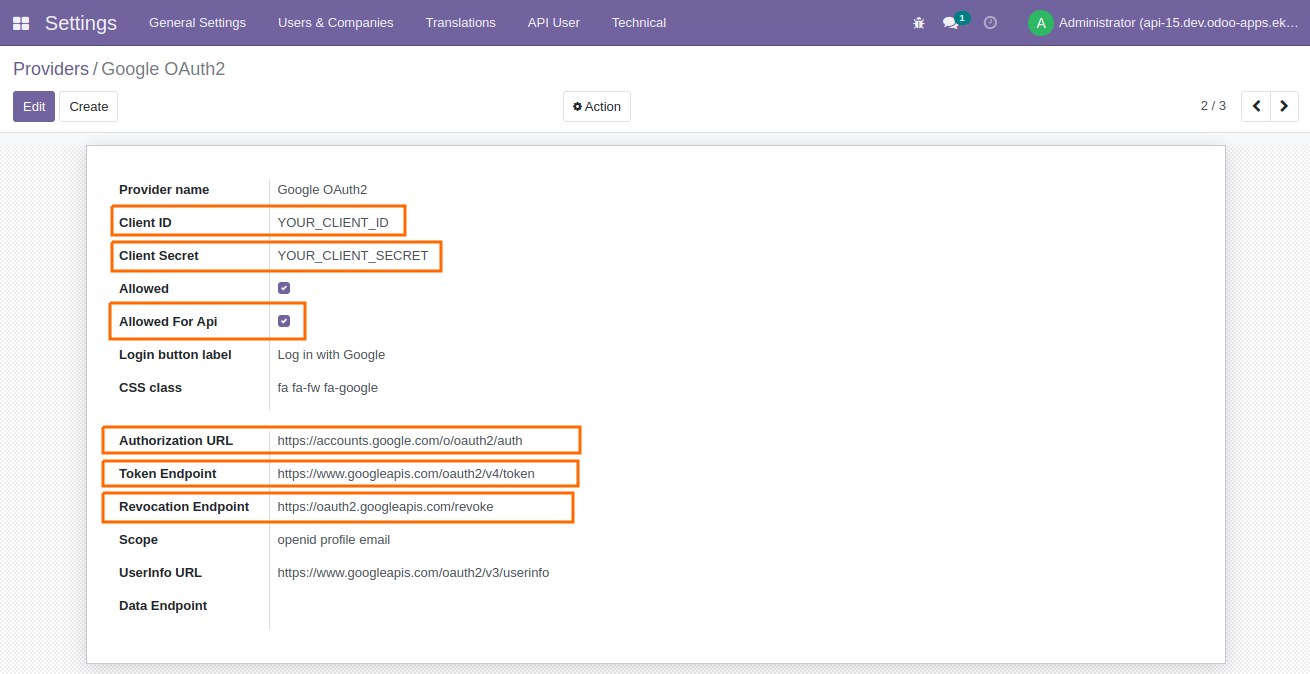 Settings General Settings Users & Companies Translations API User Technical 1 A Administrator (api-15.dev.odoo-apps.ek...
Providers / Google OAuth2
Edit Create Action 2 / 3
Provider name Google OAuth2
Client ID YOUR_CLIENT_ID
Client Secret YOUR_CLIENT_SECRET
Allowed
Allowed For Api
Login button label Log in with Google
CSS class fa fa-fw fa-google
Authorization URL https://accounts.google.com/o/oauth2/auth
Token Endpoint https://www.googleapis.com/oauth2/v4/token
Revocation Endpoint https://oauth2.googleapis.com/revoke
Scope openid profile email
UserInfo URL https://www.googleapis.com/oauth2/v3/userinfo
Data Endpoint